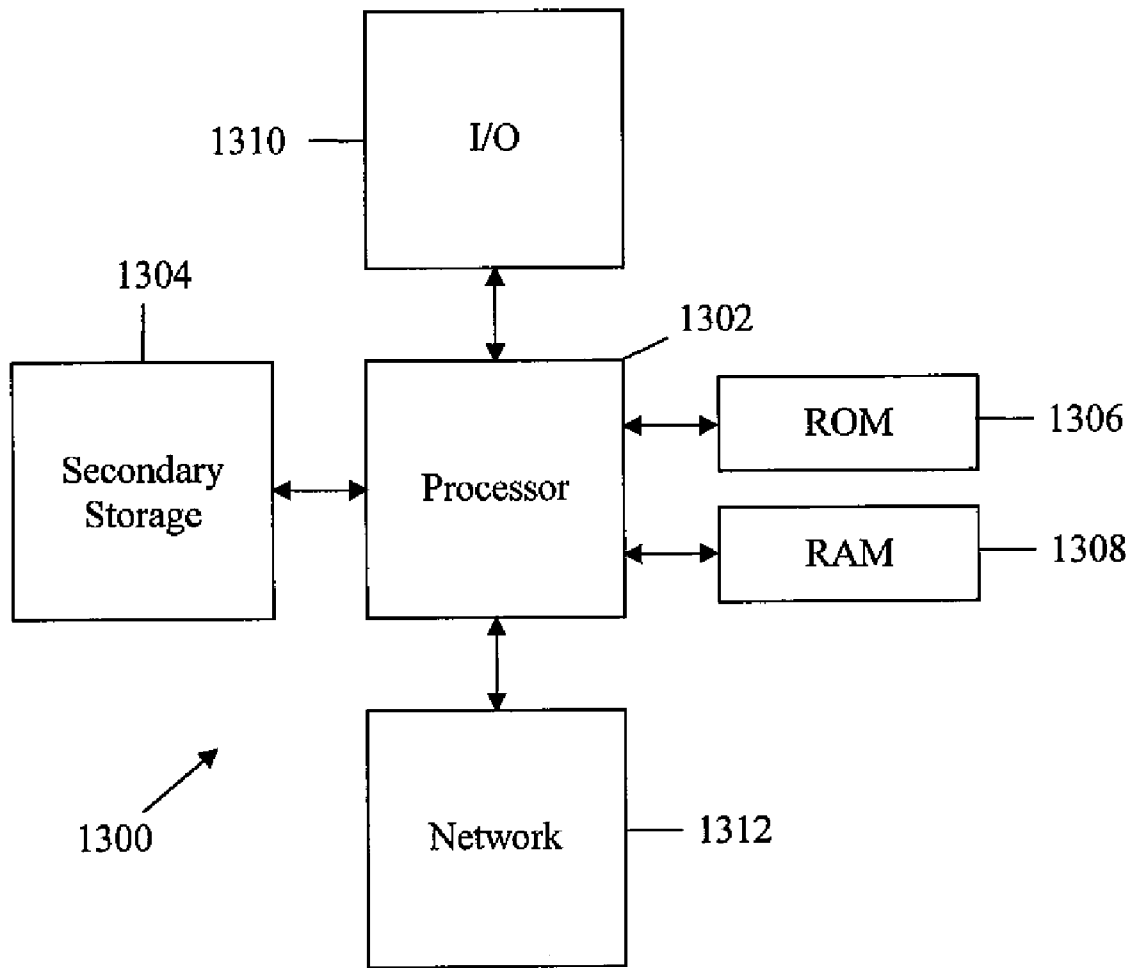 I/O
1310
1304
1302
ROM
1306
Secondary
Storage
Processor
RAM
1308
1300
Network
1312